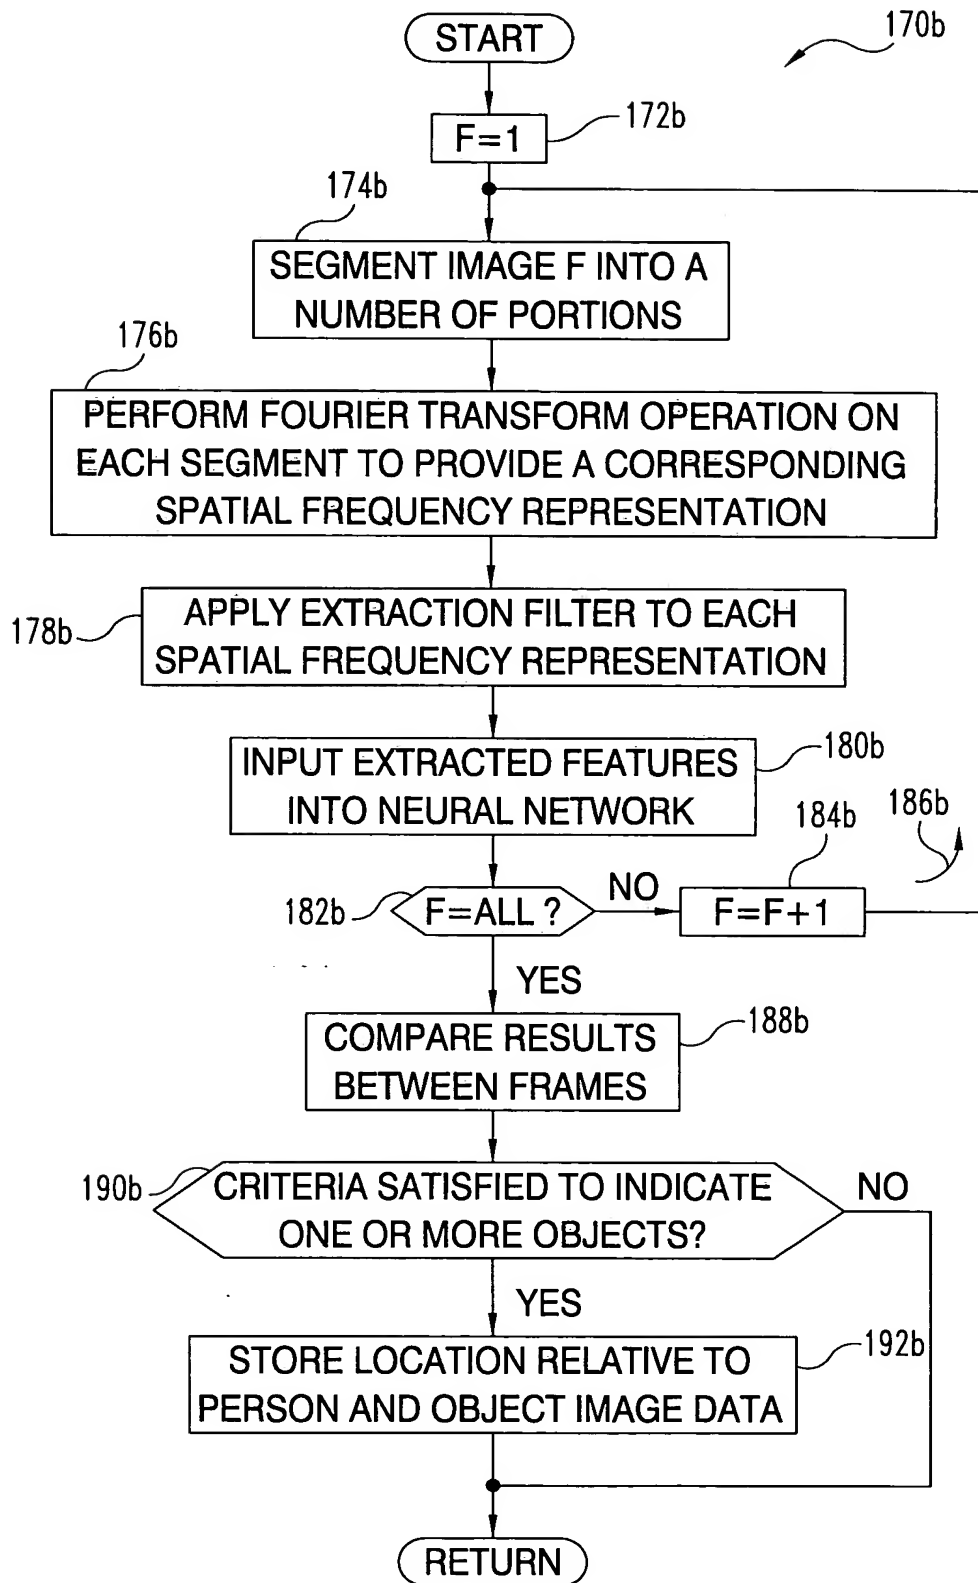 START
170b
F=1
172b
174b
SEGMENT IMAGE F INTO A
NUMBER OF PORTIONS
176b
PERFORM FOURIER TRANSFORM OPERATION ON
EACH SEGMENT TO PROVIDE A CORRESPONDING
SPATIAL FREQUENCY REPRESENTATION
178b
APPLY EXTRACTION FILTER TO EACH
SPATIAL FREQUENCY REPRESENTATION
INPUT EXTRACTED FEATURES
INTO NEURAL NETWORK
180b
182b
F=ALL ?
NO
184b
F=F+1
186b
YES
COMPARE RESULTS
BETWEEN FRAMES
188b
190b
CRITERIA SATISFIED TO INDICATE
ONE OR MORE OBJECTS?
NO
YES
STORE LOCATION RELATIVE TO
PERSON AND OBJECT IMAGE DATA
192b
RETURN